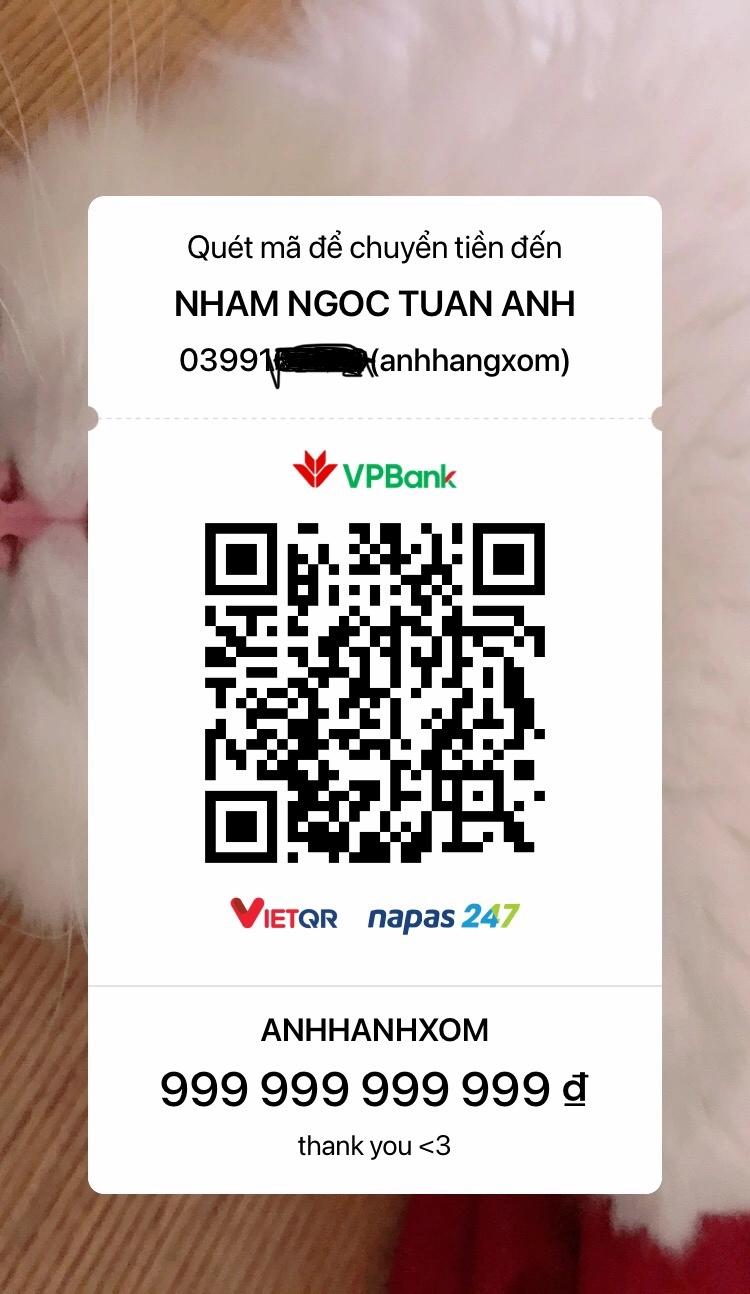 Quét mã để chuyển tiền đến
NHAM NGOC TUAN ANH
03991 (anhhangxom)
VPBank
VIETQR napas 247
ANHHANHXOM
999 999 999 999 ₫
thank you <3